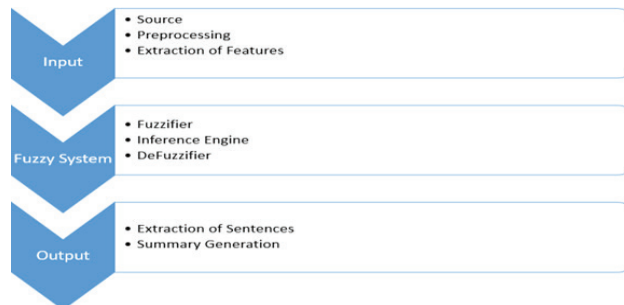 Input
• Source
• Preprocessing
• Extraction of Features
Fuzzy System
• Fuzzifier
• Inference Engine
• DeFuzzifier
Output
• Extraction of Sentences
• Summary Generation